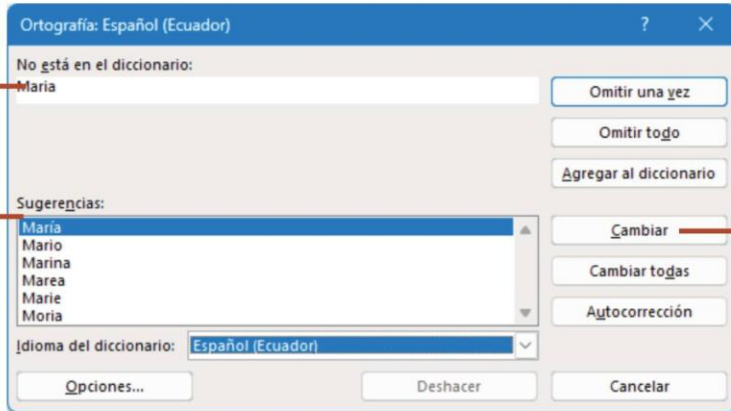 Ortografía: Español (Ecuador) ? ×
No está en el diccionario:
Maria
Omitir una vez
Omitir todo
Agregar al diccionario
Sugerencias:
María
Mario
Marina
Marea
Marie
Moria
Cambiar
Cambiar todas
Autocorrección
Idioma del diccionario: Español (Ecuador)
Opciones... Deshacer Cancelar